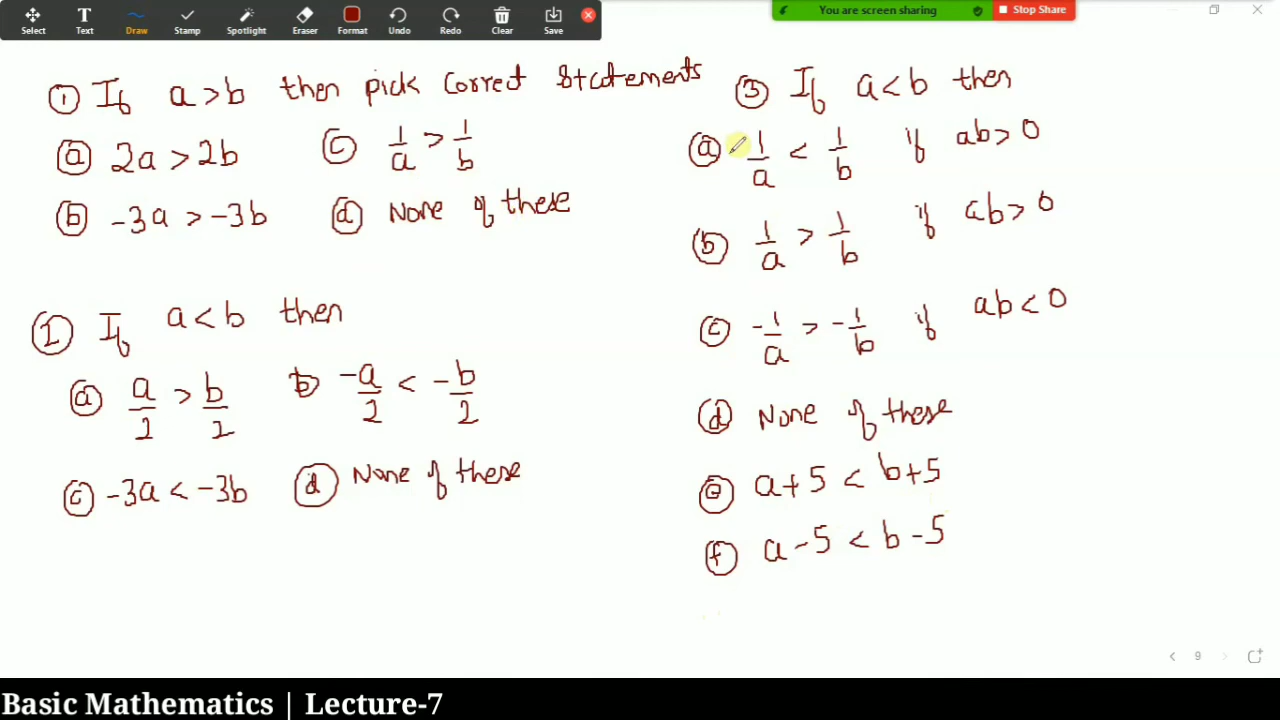 Select Text Draw Stamp Spotlight Eraser Format Undo Redo Clear Save
You are screen sharing Stop Share
① If a > b then pick correct statements
ⓐ 2a > 2b ⓒ 1/a > 1/b
ⓑ -3a > -3b ⓓ None of these
② If a < b then
ⓐ a/2 > b/2 ⓑ -a/2 < -b/2
ⓒ -3a < -3b ⓓ None of these
③ If a < b then
ⓐ 1/a < 1/b if ab > 0
ⓑ 1/a > 1/b if ab > 0
ⓒ -1/a > -1/b if ab < 0
ⓓ None of these
ⓔ a+5 < b+5
ⓕ a-5 < b-5
9
Basic Mathematics | Lecture-7